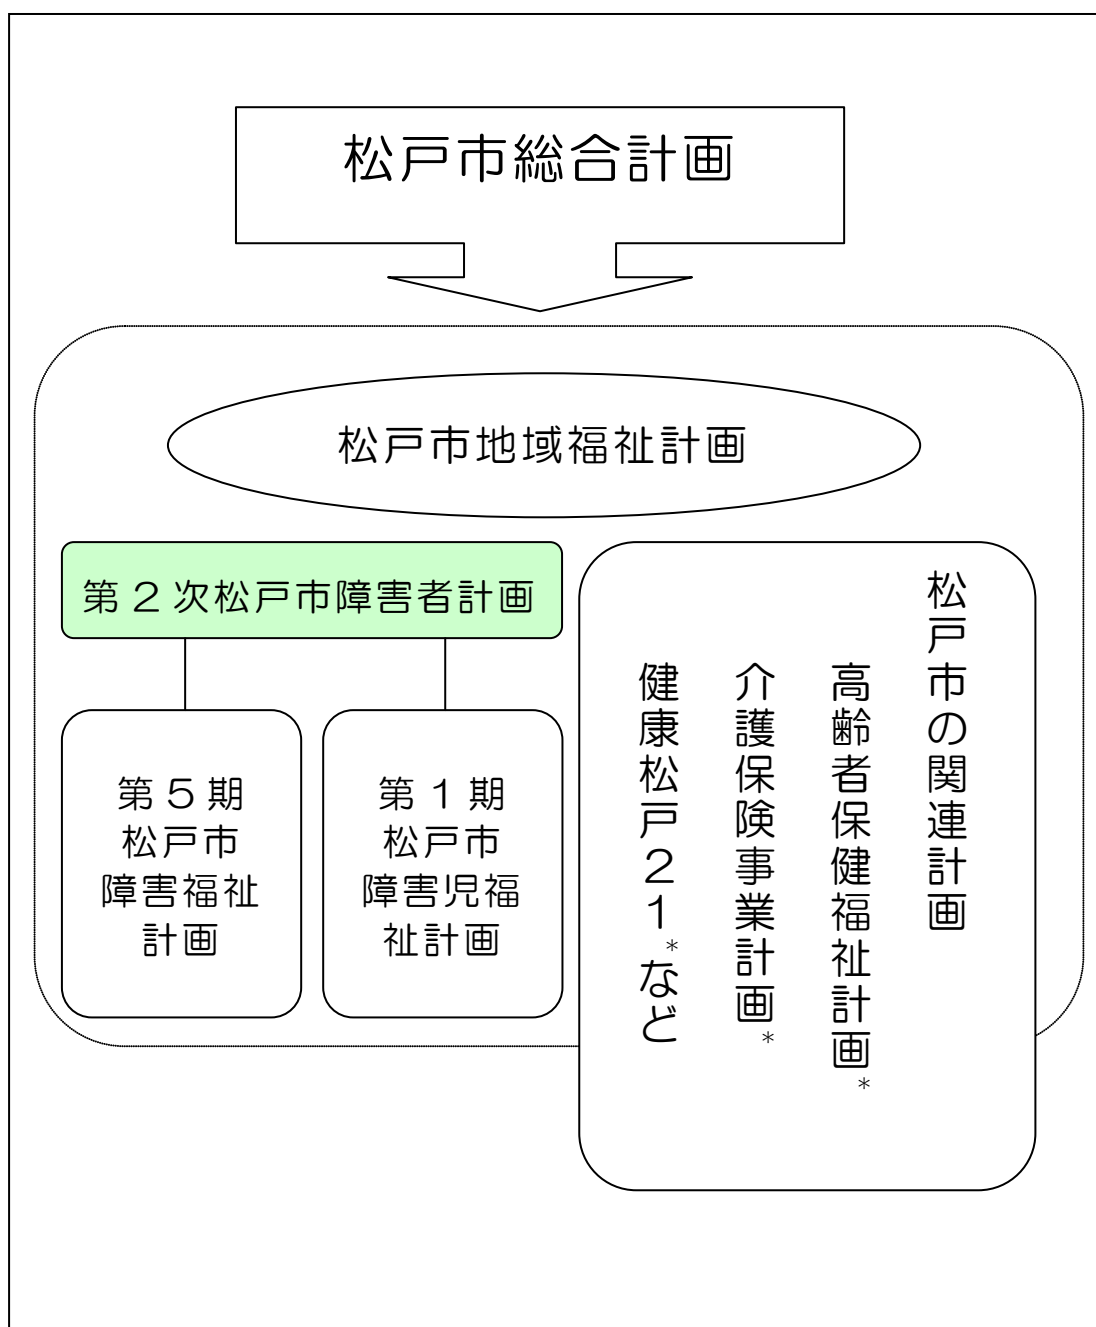 松戸市総合計画
松戸市地域福祉計画
第２次松戸市障害者計画
第５期
松戸市
障害福祉
計画
第１期
松戸市
障害児福
祉計画
松戸市の関連計画
高齢者保健福祉計画*
介護保険事業計画*
健康松戸２１*など